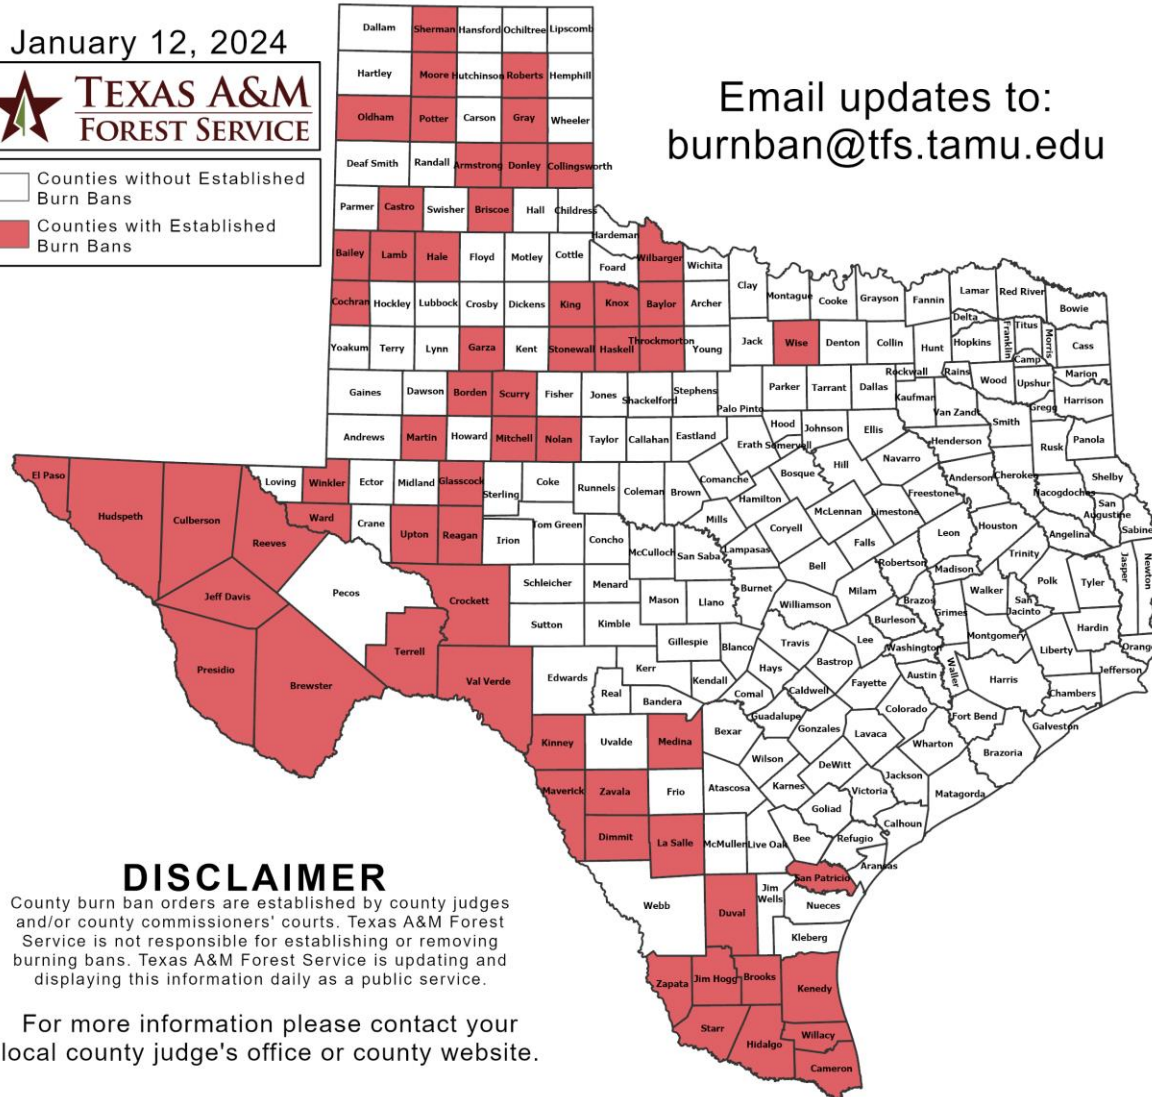 January 12, 2024
TEXAS A&M
FOREST SERVICE
Counties without Established
Burn Bans
Counties with Established
Burn Bans
Email updates to:
burnban@tfs.tamu.edu
Dallam Sherman Hansford Ochiltree Lipscomb
Hartley Moore Hutchinson Roberts Hemphill
Oldham Potter Carson Gray Wheeler
Deaf Smith Randall Armstrong Donley Collingsworth
Parmer Castro Swisher Briscoe Hall Childress
Hardeman
Bailey Lamb Hale Floyd Motley Cottle Foard Wilbarger Wichita
Clay Montague Cooke Grayson Fannin Lamar Red River Bowie
Cochran Hockley Lubbock Crosby Dickens King Knox Baylor Archer
Delta Franklin Titus Morris Cass
Yoakum Terry Lynn Garza Kent Stonewall Haskell Throckmorton Young Jack Wise Denton Collin Hunt Hopkins
Camp
Rockwall Rains Wood Upshur Marion
Gaines Dawson Borden Scurry Fisher Jones Shackelford Stephens Palo Pinto Parker Tarrant Dallas Kaufman Van Zandt Gregg Harrison
Andrews Martin Howard Mitchell Nolan Taylor Callahan Eastland Erath Hood Somervell Johnson Ellis Henderson Smith Rusk Panola
El Paso Hudspeth Culberson Reeves Loving Winkler Ector Midland Glasscock Sterling Coke Runnels Coleman Brown Comanche Hamilton Bosque Hill Navarro Freestone Anderson Cherokee Nacogdoches Shelby
San Augustine Sabine
Ward Crane Upton Reagan Irion Tom Green Concho McCulloch San Saba Mills Lampasas Coryell McLennan Limestone Falls Leon Houston Angelina
Jeff Davis Pecos Crockett Schleicher Menard Mason Llano Burnet Bell Milam Robertson Madison Trinity Polk Tyler Jasper Newton
Brazos Grimes Walker San Jacinto
Presidio Brewster Terrell Val Verde Sutton Kimble Gillespie Blanco Williamson Travis Lee Burleson Washington Montgomery Liberty Hardin Orange
Edwards Real Kerr Bandera Kendall Hays Comal Caldwell Bastrop Fayette Austin Waller Harris Chambers Jefferson
Kinney Uvalde Medina Bexar Guadalupe Gonzales Lavaca Colorado Wharton Fort Bend Brazoria Galveston
Maverick Zavala Frio Atascosa Wilson Karnes DeWitt Victoria Jackson Matagorda
Dimmit La Salle McMullen Live Oak Bee Goliad Refugio Calhoun
Aransas
Webb Duval Jim Wells San Patricio Nueces
Kleberg
Zapata Jim Hogg Brooks Kenedy
Starr Hidalgo Willacy
Cameron
DISCLAIMER
County burn ban orders are established by county judges
and/or county commissioners' courts. Texas A&M Forest
Service is not responsible for establishing or removing
burning bans. Texas A&M Forest Service is updating and
displaying this information daily as a public service.
For more information please contact your
local county judge's office or county website.